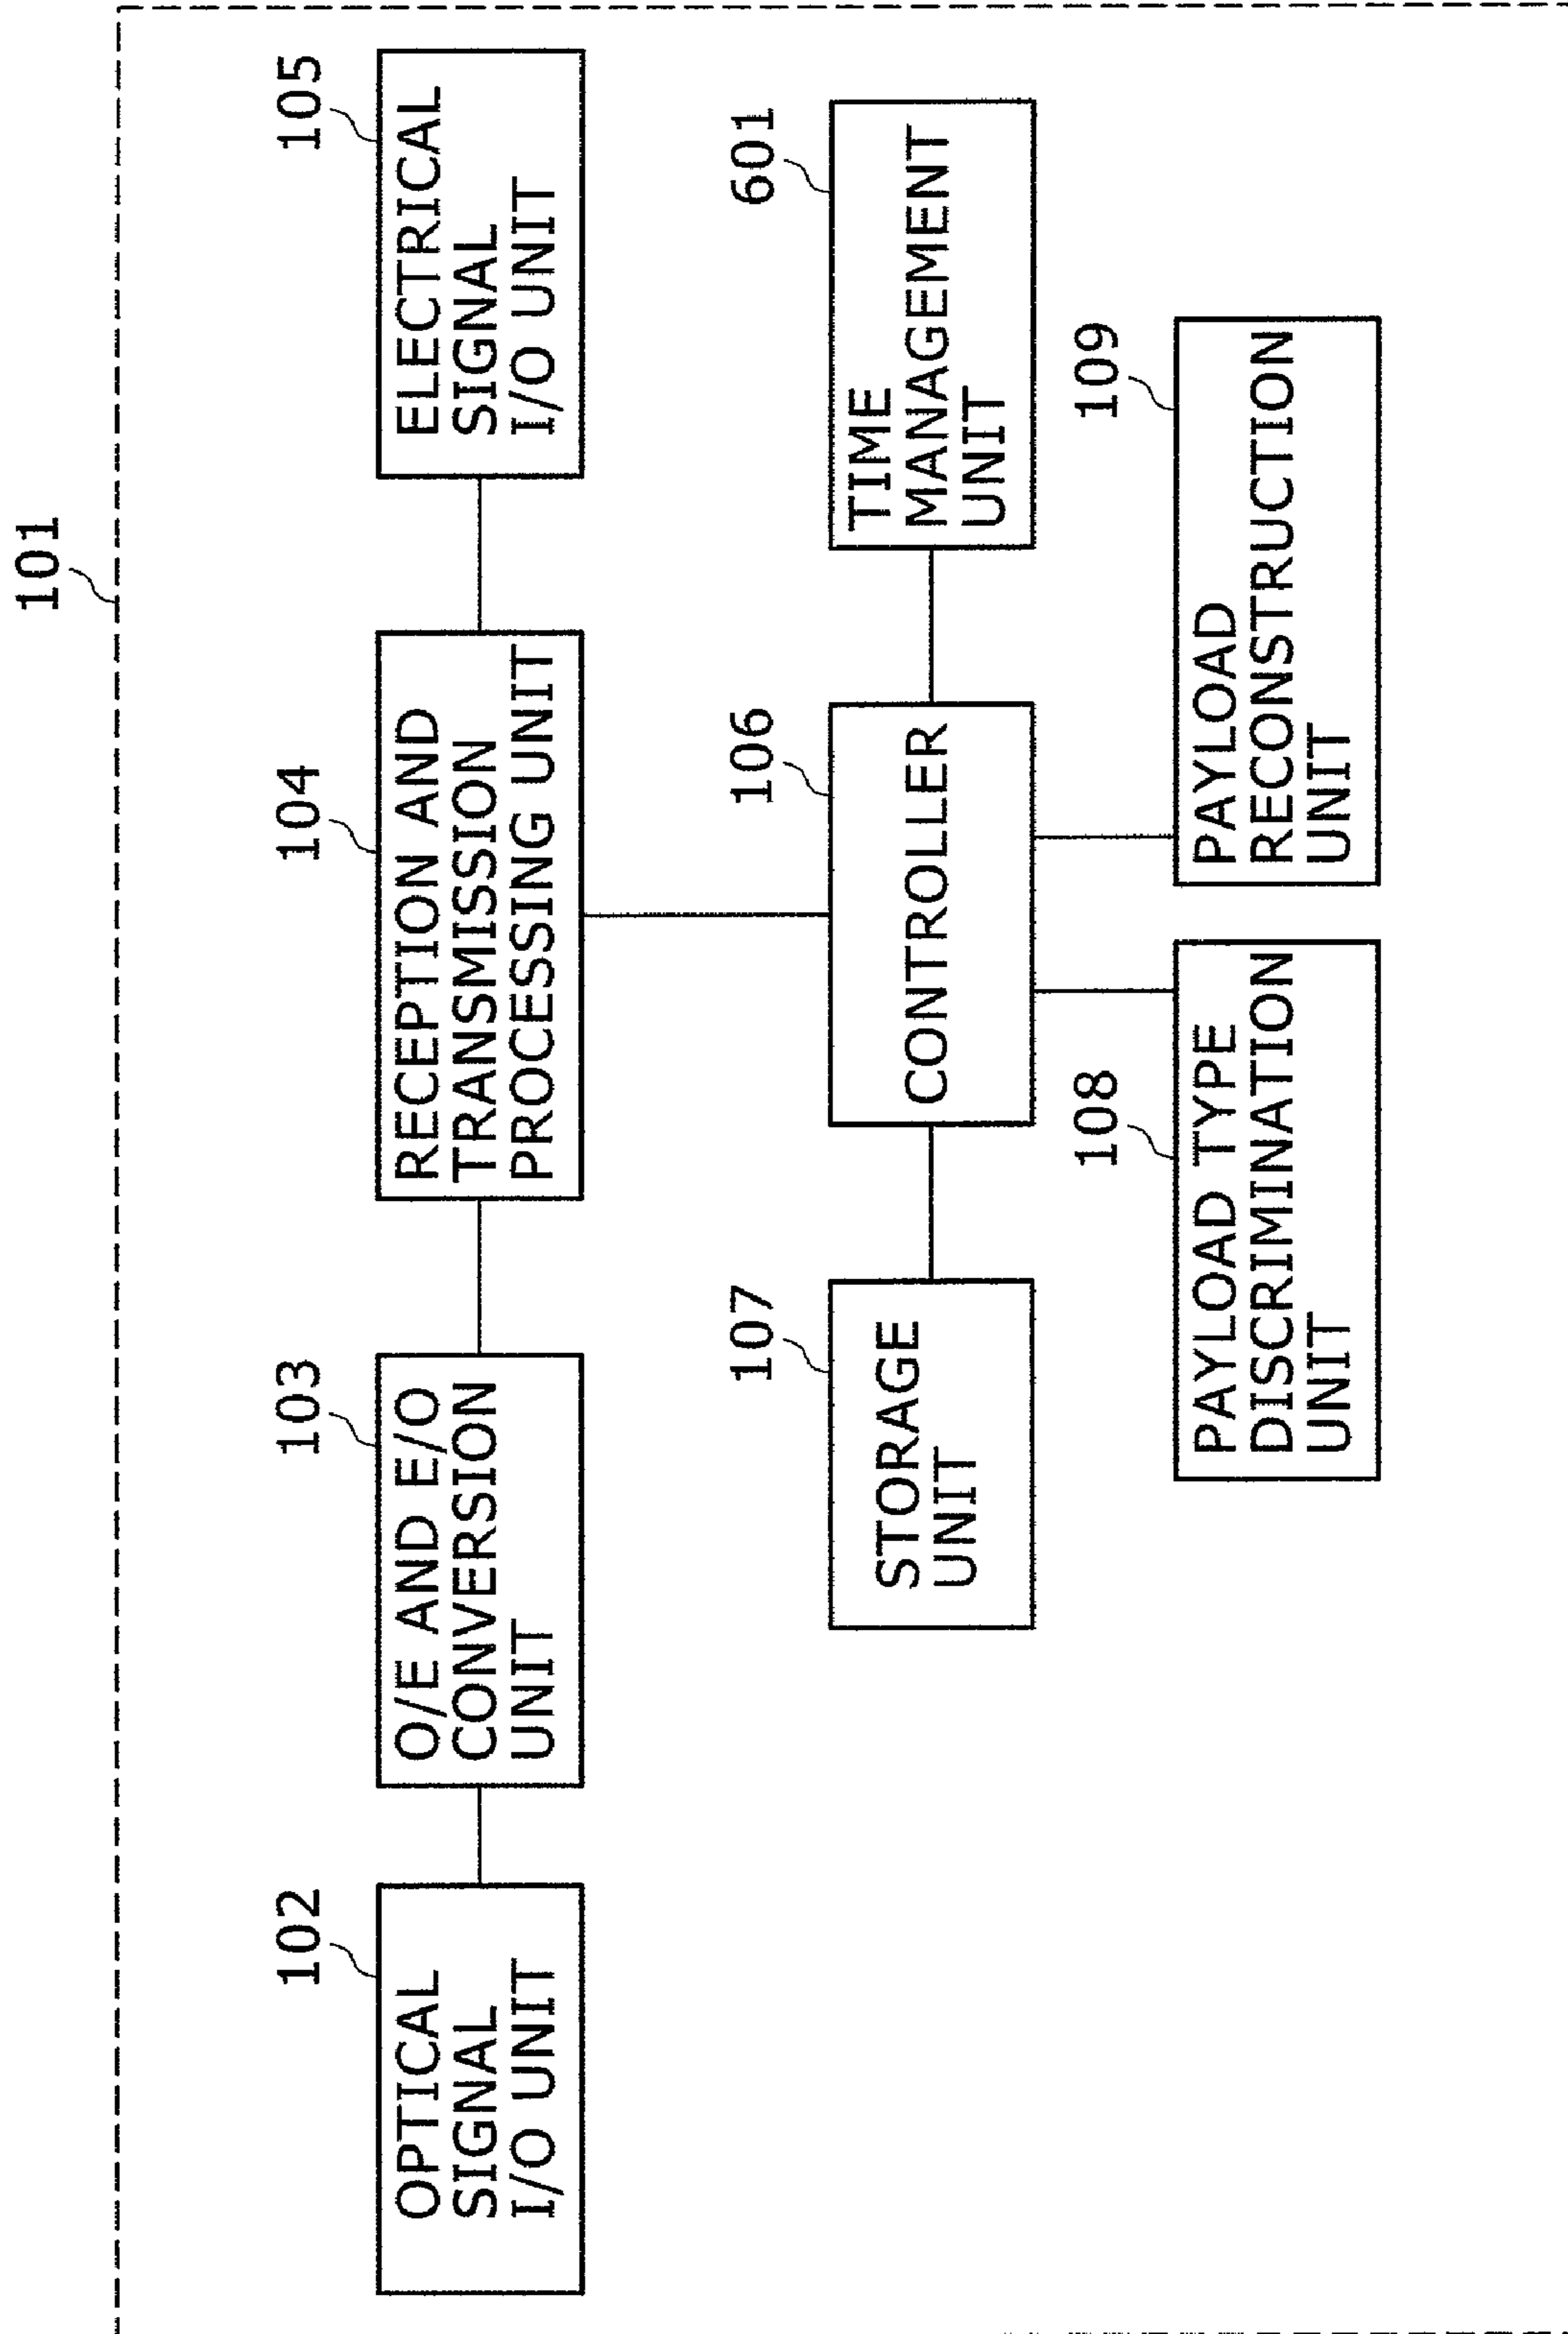 101
102
OPTICAL
SIGNAL
I/O UNIT
103
O/E AND E/O
CONVERSION
UNIT
104
RECEPTION AND
TRANSMISSION
PROCESSING UNIT
105
ELECTRICAL
SIGNAL
I/O UNIT
107
STORAGE
UNIT
106
CONTROLLER
601
TIME
MANAGEMENT
UNIT
108
PAYLOAD TYPE
DISCRIMINATION
UNIT
109
PAYLOAD
RECONSTRUCTION
UNIT